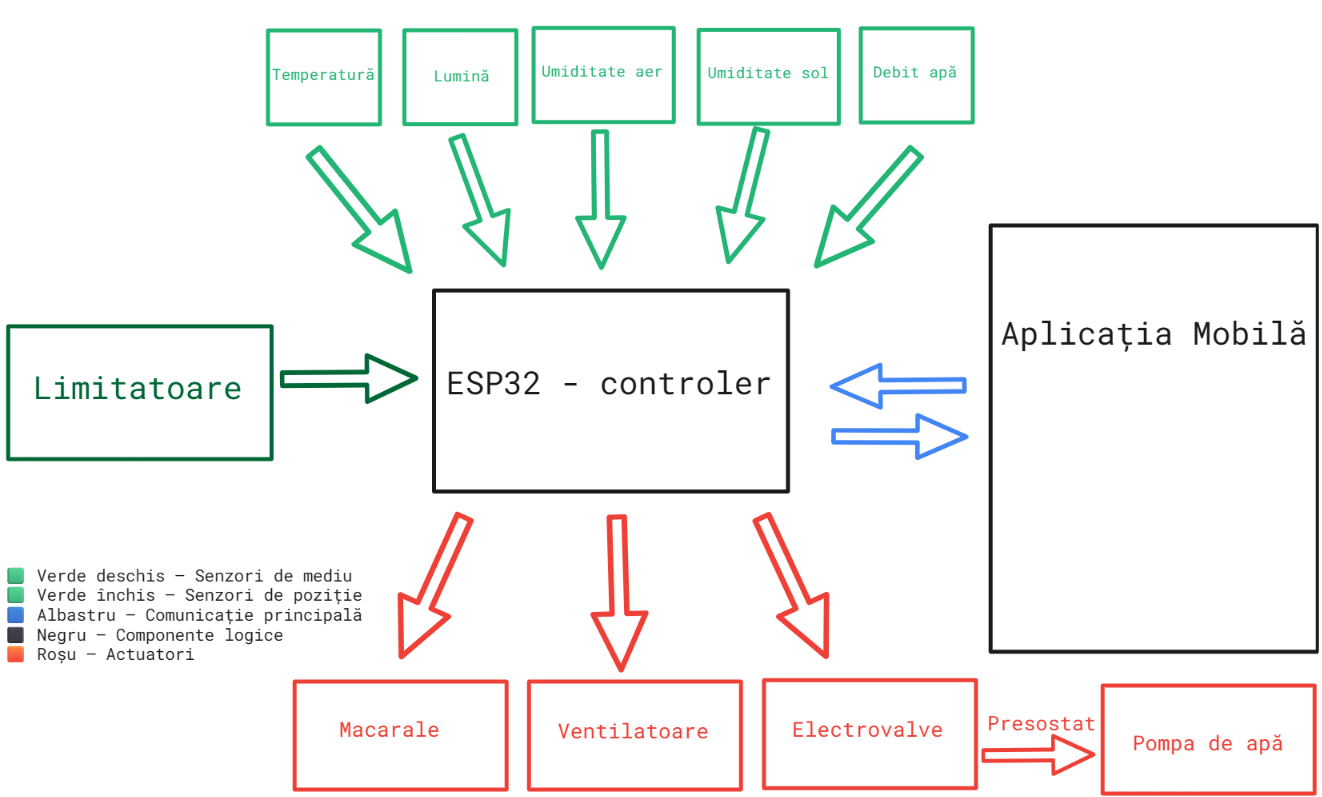 Temperatură
Lumină
Umiditate aer
Umiditate sol
Debit apă
Aplicația Mobilă
Limitatoare
ESP32 - controler
Verde deschis – Senzori de mediu
Verde închis – Senzori de poziție
Albastru – Comunicație principală
Negru – Componente logice
Roșu – Actuatori
Macarale
Ventilatoare
Electrovalve
Presostat
Pompa de apă